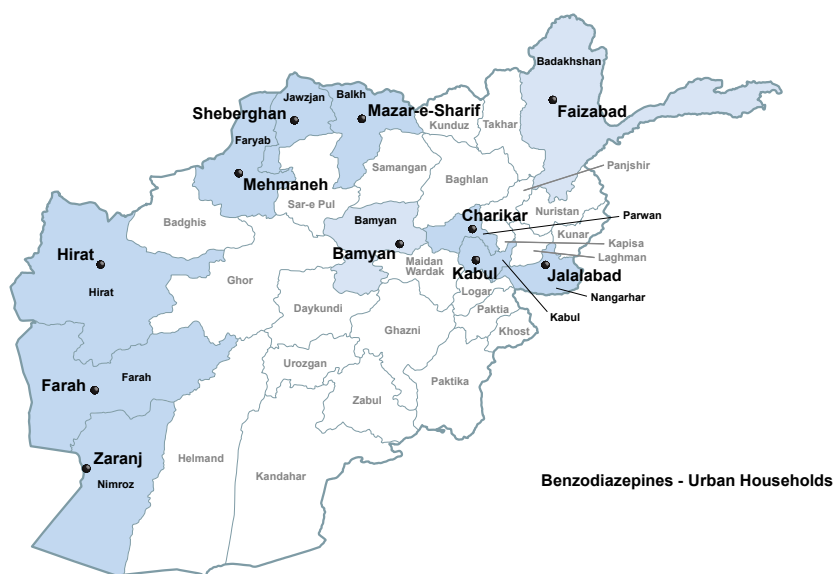 Badakhshan
Faizabad
Jawzjan
Balkh
Sheberghan
Mazar-e-Sharif
Kunduz
Takhar
Faryab
Mehmaneh
Samangan
Baghlan
Panjshir
Sar-e Pul
Badghis
Bamyan
Charikar
Nuristan
Parwan
Kunar
Kapisa
Laghman
Hirat
Bamyan
Maidan
Wardak
Kabul
Jalalabad
Hirat
Ghor
Logar
Nangarhar
Daykundi
Paktia
Kabul
Ghazni
Khost
Urozgan
Farah
Farah
Paktika
Zabul
Zaranj
Helmand
Nimroz
Kandahar
Benzodiazepines - Urban Households